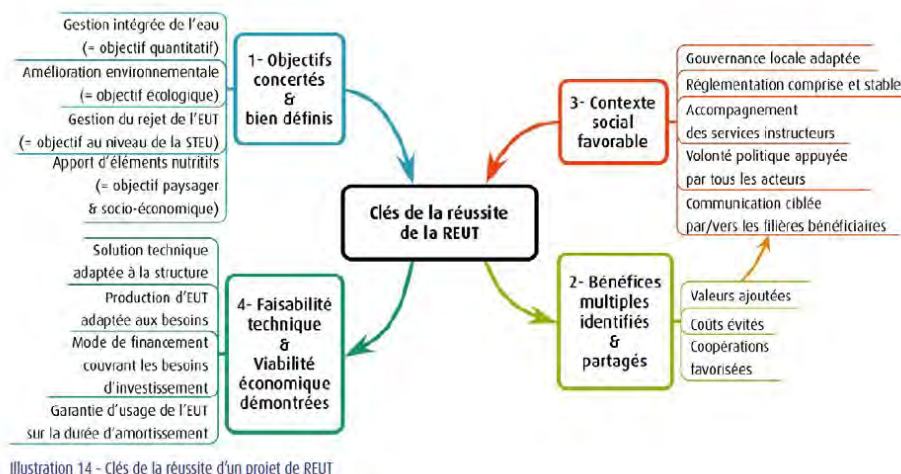 Gestion intégrée de l'eau
(= objectif quantitatif)
Amélioration environnementale
(= objectif écologique)
Gestion du rejet de l'EUT
(= objectif au niveau de la STEU)
Apport d'éléments nutritifs
(= objectif paysager
& socio-économique)
1- Objectifs
concertés
&
bien définis
3- Contexte
social
favorable
Gouvernance locale adaptée
Réglementation comprise et stable
Accompagnement
des services instructeurs
Volonté politique appuyée
par tous les acteurs
Communication ciblée
par/vers les filières bénéficiaires
Clés de la réussite
de la REUT
Solution technique
adaptée à la structure
Production d'EUT
adaptée aux besoins
Mode de financement
couvrant les besoins
d'investissement
Garantie d'usage de l'EUT
sur la durée d'amortissement
4- Faisabilité
technique
&
Viabilité
économique
démontrées
2- Bénéfices
multiples
identifiés
&
partagés
Valeurs ajoutées
Coûts évités
Coopérations
favorisées
Illustration 14 - Clés de la réussite d'un projet de REUT